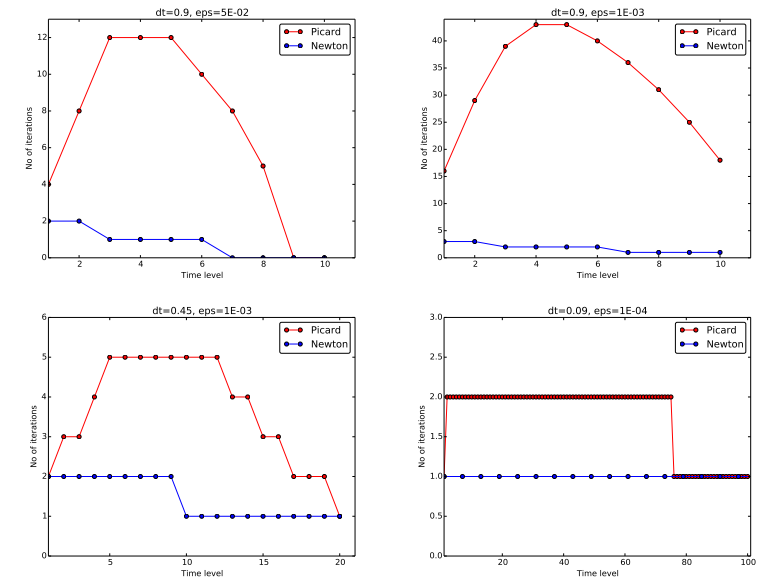 dt=0.9, eps=5E-02
Picard
Newton
12
10
8
6
4
2
0
2 4 6 8 10
No of iterations
Time level
dt=0.9, eps=1E-03
Picard
Newton
40
35
30
25
20
15
10
5
0
2 4 6 8 10
No of iterations
Time level
dt=0.45, eps=1E-03
Picard
Newton
6
5
4
3
2
1
0
5 10 15 20
No of iterations
Time level
dt=0.09, eps=1E-04
Picard
Newton
3.0
2.5
2.0
1.5
1.0
0.5
0.0
20 40 60 80 100
No of iterations
Time level